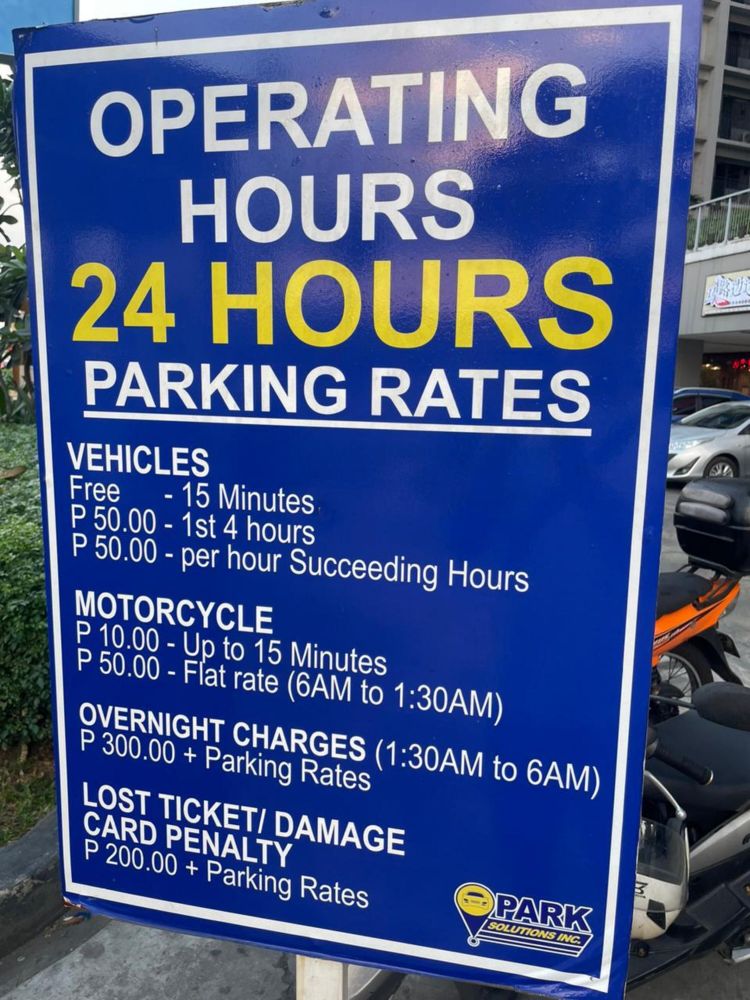 OPERATING
HOURS
24 HOURS
PARKING RATES
VEHICLES
Free - 15 Minutes
P 50.00 - 1st 4 hours
P 50.00 - per hour Succeeding Hours
MOTORCYCLE
P 10.00 - Up to 15 Minutes
P 50.00 - Flat rate (6AM to 1:30AM)
OVERNIGHT CHARGES (1:30AM to 6AM)
P 300.00 + Parking Rates
LOST TICKET/ DAMAGE
CARD PENALTY
P 200.00 + Parking Rates
PARK
SOLUTIONS INC.